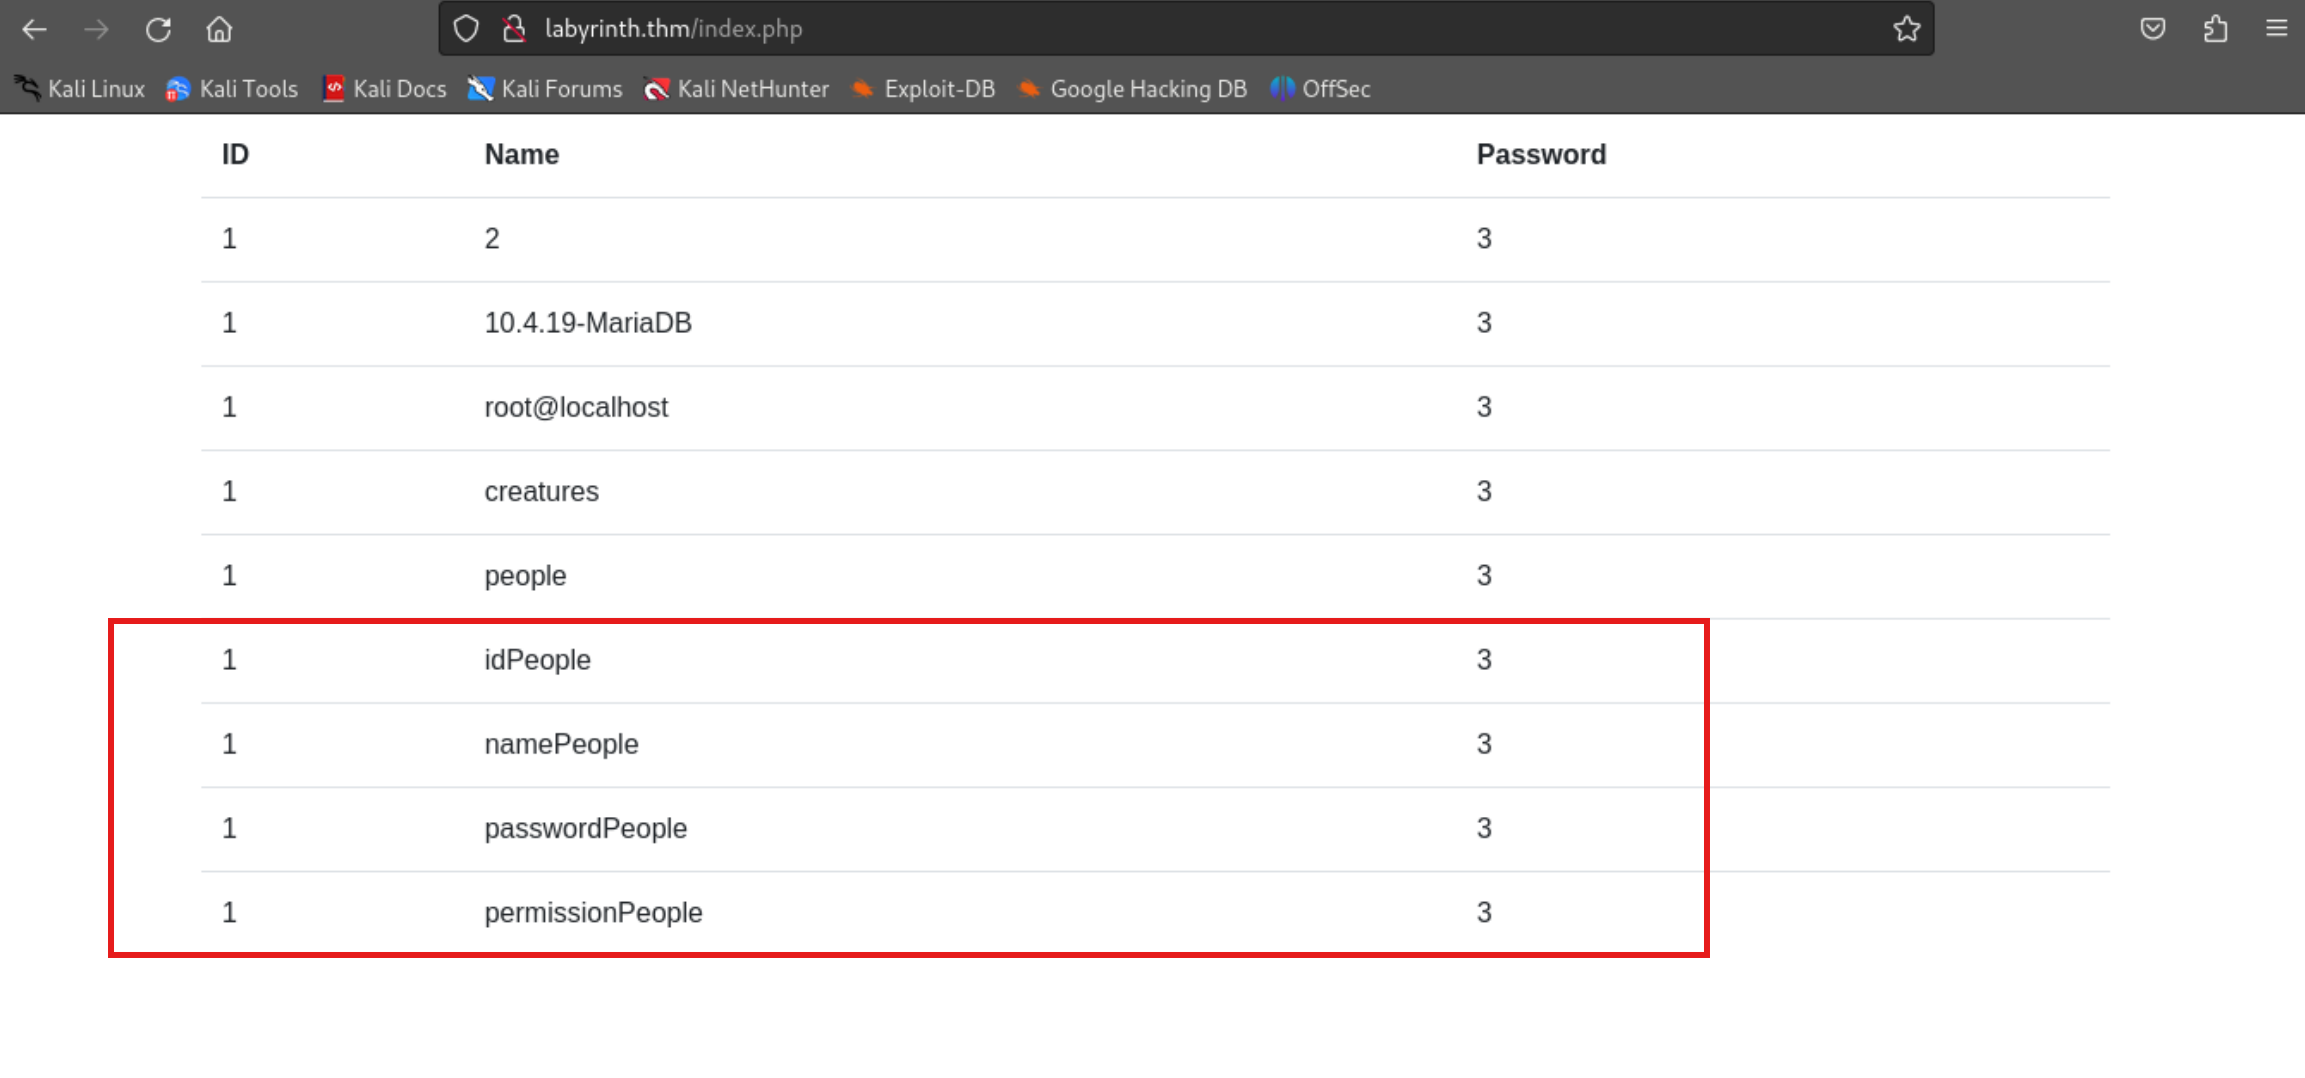 labyrinth.thm/index.php
Kali Linux Kali Tools Kali Docs Kali Forums Kali NetHunter Exploit-DB Google Hacking DB OffSec
ID Name Password
1 2 3
1 10.4.19-MariaDB 3
1 root@localhost 3
1 creatures 3
1 people 3
1 idPeople 3
1 namePeople 3
1 passwordPeople 3
1 permissionPeople 3